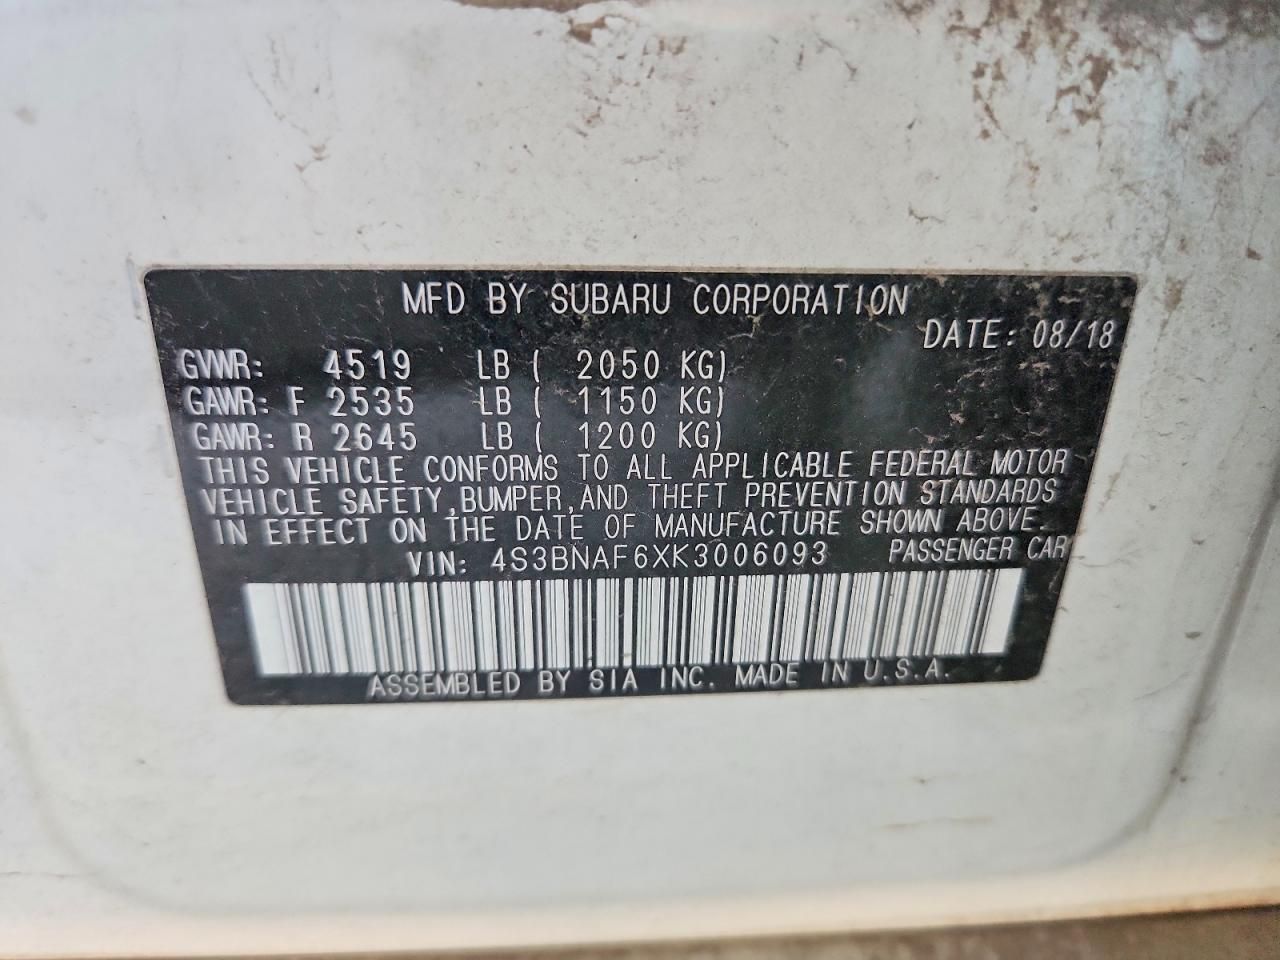 MFD BY SUBARU CORPORATION
DATE: 08/18
GVWR: 4519 LB ( 2050 KG)
GAWR: F 2535 LB ( 1150 KG)
GAWR: R 2645 LB ( 1200 KG)
THIS VEHICLE CONFORMS TO ALL APPLICABLE FEDERAL MOTOR
VEHICLE SAFETY,BUMPER,AND THEFT PREVENTION STANDARDS
IN EFFECT ON THE DATE OF MANUFACTURE SHOWN ABOVE.
VIN: 4S3BNAF6XK3006093 PASSENGER CAR
ASSEMBLED BY SIA INC. MADE IN U.S.A.